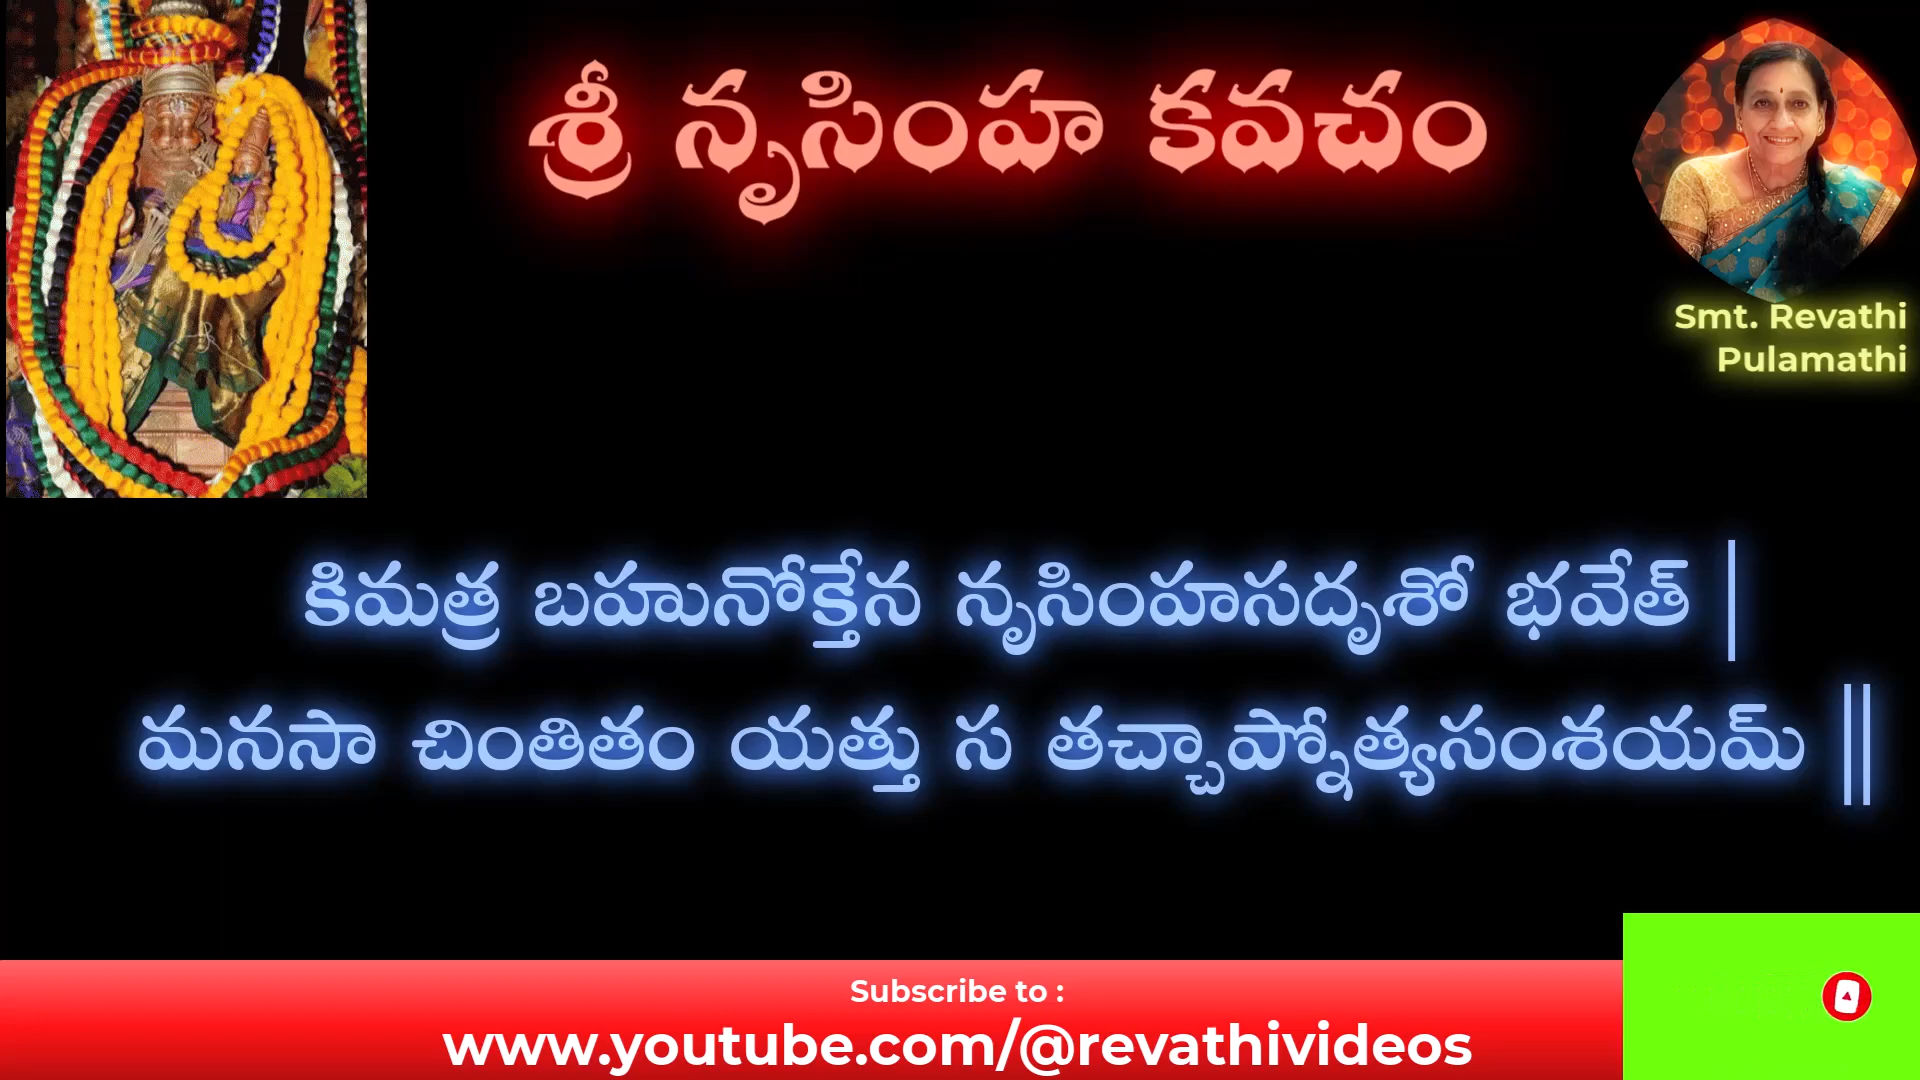 శ్రీ నృసింహ కవచం
Smt. Revathi
Pulamathi
కిమత్ర బహునోక్తేన నృసింహసదృశో భవేత్ |
మనసా చింతితం యత్తు స తచ్చాప్నోత్యసంశయమ్ ||
Subscribe to :
www.youtube.com/@revathivideos